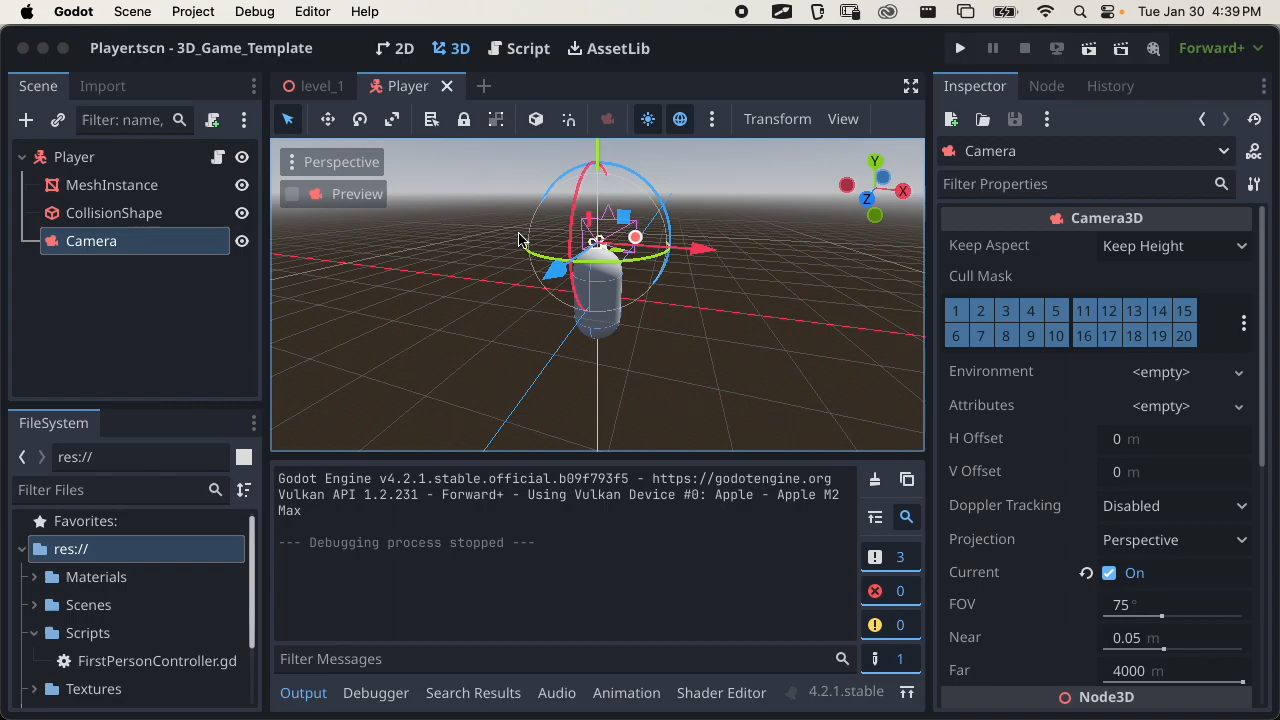 Godot Scene Project Debug Editor Help Tue Jan 30 4:39 PM
Player.tscn - 3D_Game_Template 2D 3D Script AssetLib Forward+
Scene Import
level_1 Player
Inspector Node History
Filter: name,
Transform View
Player
MeshInstance
CollisionShape
Camera
Perspective
Preview
Y
X
Z
Camera
DOC
Filter Properties
Camera3D
Keep Aspect Keep Height
Cull Mask
1 2 3 4 5 11 12 13 14 15
6 7 8 9 10 16 17 18 19 20
Environment <empty>
Attributes <empty>
H Offset 0 m
V Offset 0 m
Doppler Tracking Disabled
Projection Perspective
Current On
FOV 75 °
Near 0.05 m
Far 4000 m
Node3D
FileSystem
res://
Filter Files
Favorites:
res://
Materials
Scenes
Scripts
FirstPersonController.gd
Textures
Godot Engine v4.2.1.stable.official.b09f793f5 - https://godotengine.org
Vulkan API 1.2.231 - Forward+ - Using Vulkan Device #0: Apple - Apple M2
Max
--- Debugging process stopped ---
3
0
0
1
Filter Messages
Output Debugger Search Results Audio Animation Shader Editor 4.2.1.stable